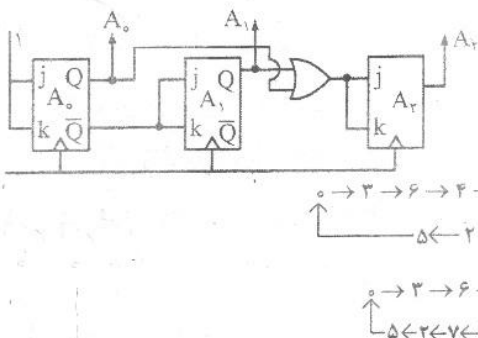 A₀ A₁ A₂
۱ j Q j Q j
A₀ A₁ A₂
k Q̅ k Q̅ k
۰ → ۳ → ۶ → ۴
۵ ← ۲
۰ → ۳ → ۶
۵ ← ۲ ← ۷ ←